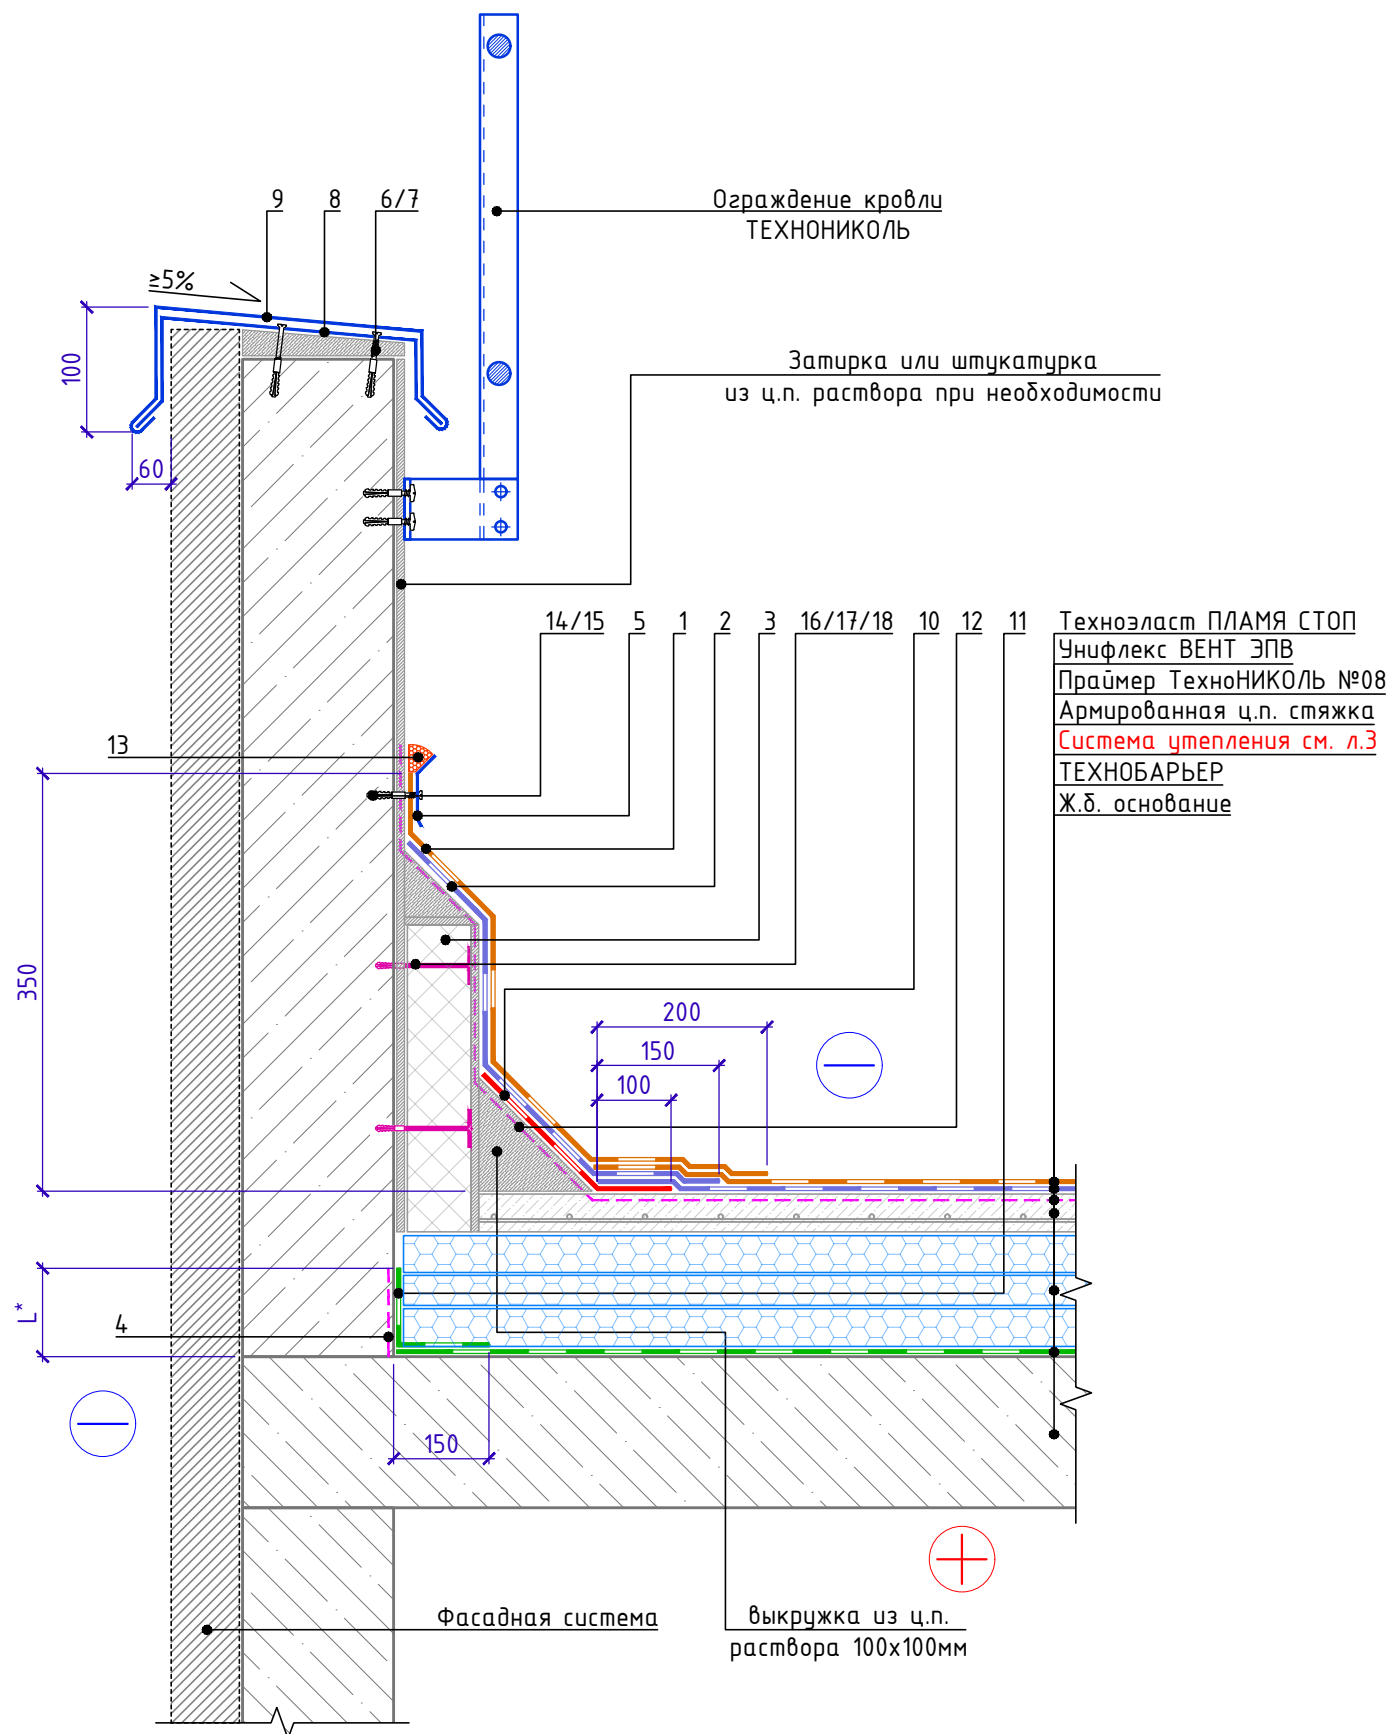 9
8
6/7
Ограждение кровли
ТЕХНОНИКОЛЬ
≥5%
100
60
Затирка или штукатурка
из ц.п. раствора при необходимости
14/15
5
1
2
3
16/17/18
10
12
11
Техноэласт ПЛАМЯ СТОП
Унифлекс ВЕНТ ЭПВ
Праймер ТехноНИКОЛЬ №08
Армированная ц.п. стяжка
Система утепления см. л.3
ТЕХНОБАРЬЕР
Ж.б. основание
13
350
200
150
100
L*
4
150
Фасадная система
выкружка из ц.п.
раствора 100х100мм